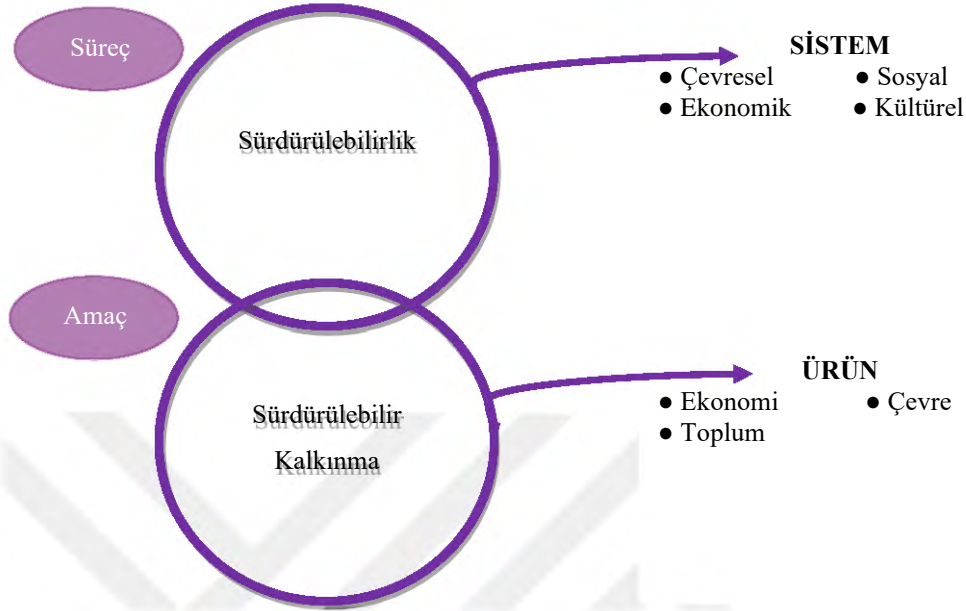 Süreç
Sürdürülebilirlik
SİSTEM
● Çevresel ● Sosyal
● Ekonomik ● Kültürel
Amaç
Sürdürülebilir
Kalkınma
ÜRÜN
● Ekonomi ● Çevre
● Toplum